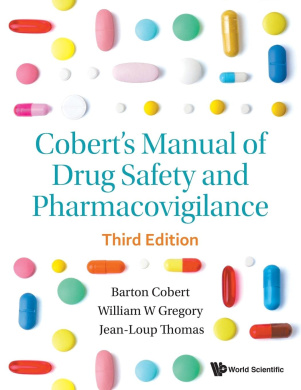 Cobert's Manual of
Drug Safety and
Pharmacovigilance
Third Edition
Barton Cobert
William W Gregory
Jean-Loup Thomas
World Scientific